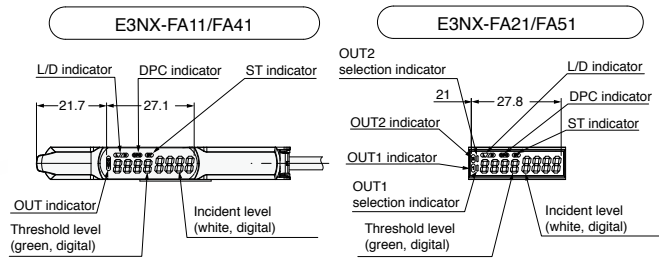 E3NX-FA11/FA41
L/D indicator
DPC indicator
ST indicator
21.7
27.1
OUT indicator
Threshold level
(green, digital)
Incident level
(white, digital)
E3NX-FA21/FA51
OUT2
selection indicator
L/D indicator
DPC indicator
ST indicator
21
27.8
OUT2 indicator
OUT1 indicator
OUT1
selection indicator
Threshold level
(green, digital)
Incident level
(white, digital)